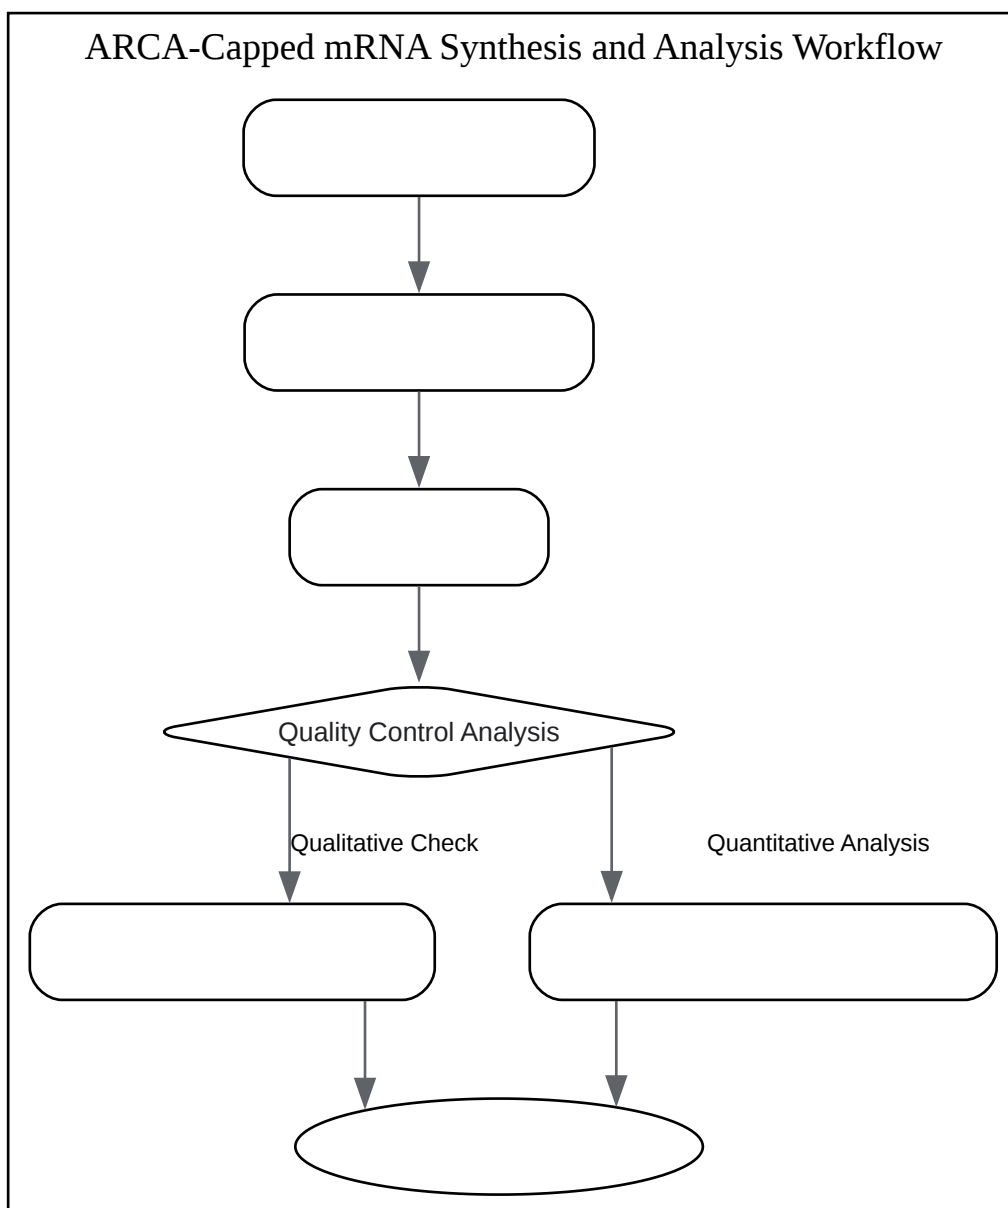 ARCA-Capped mRNA Synthesis and Analysis Workflow
Quality Control Analysis
Qualitative Check
Quantitative Analysis